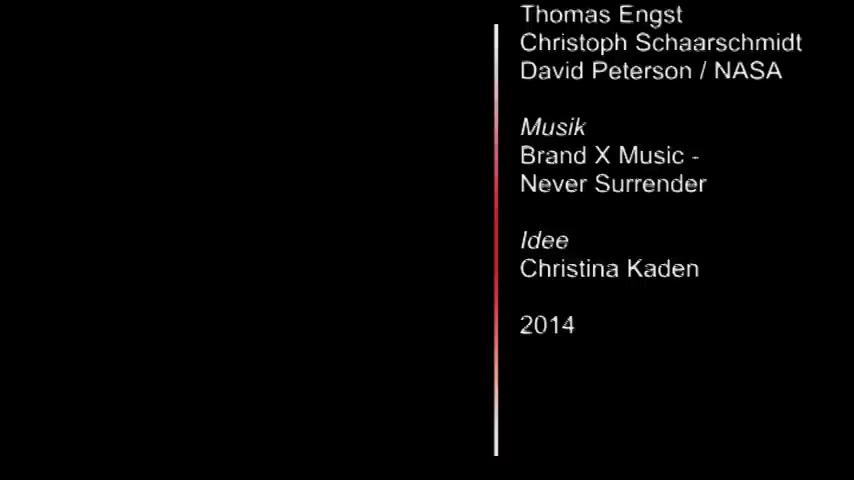 Thomas Engst
Christoph Schaarschmidt
David Peterson / NASA
Musik
Brand X Music -
Never Surrender
Idee
Christina Kaden
2014